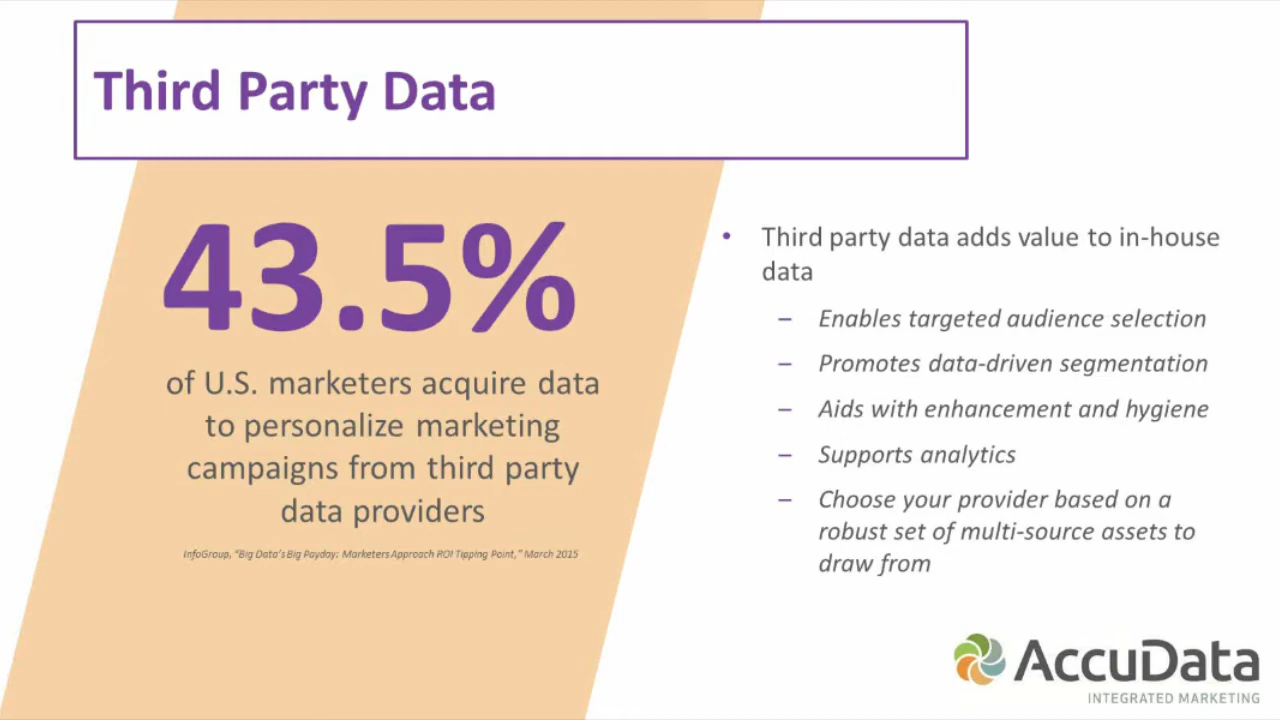 Third Party Data
43.5%
of U.S. marketers acquire data
to personalize marketing
campaigns from third party
data providers
InfoGroup, "Big Data's Big Payday: Marketers Approach ROI Tipping Point," March 2015
• Third party data adds value to in-house
data
– Enables targeted audience selection
– Promotes data-driven segmentation
– Aids with enhancement and hygiene
– Supports analytics
– Choose your provider based on a
robust set of multi-source assets to
draw from
AccuData
INTEGRATED MARKETING